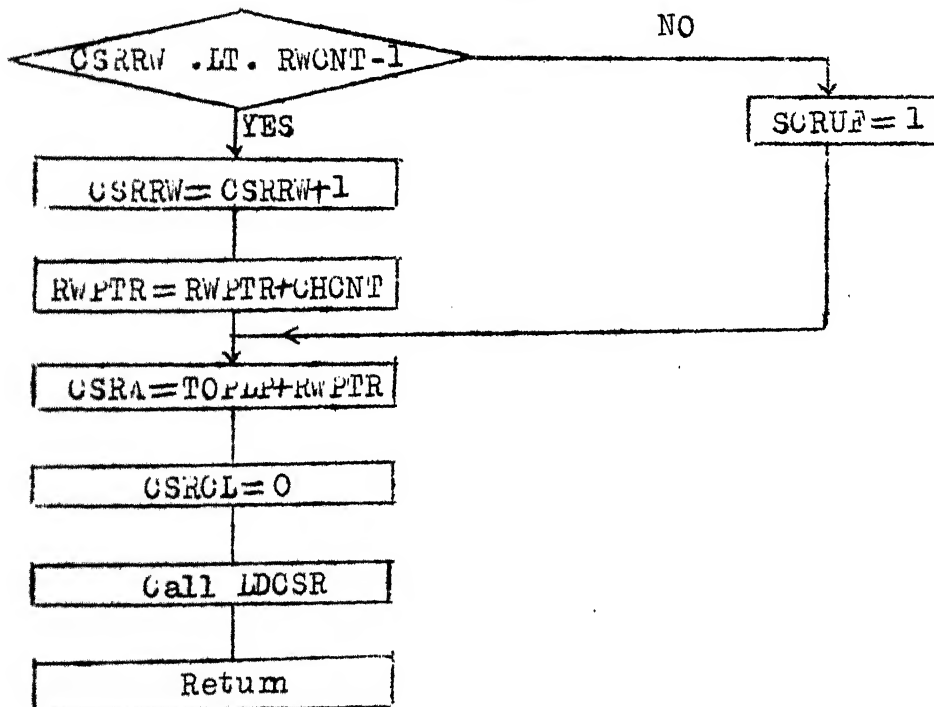 NO
CSRRW .LT. RWCNT-1
YES
SCRUF=1
CSRRW=CSRRW+1
RWPTR=RWPTR+CHCNT
CSRA=TOPLP+RWPTR
CSRCL=0
Call LDCSR
Return